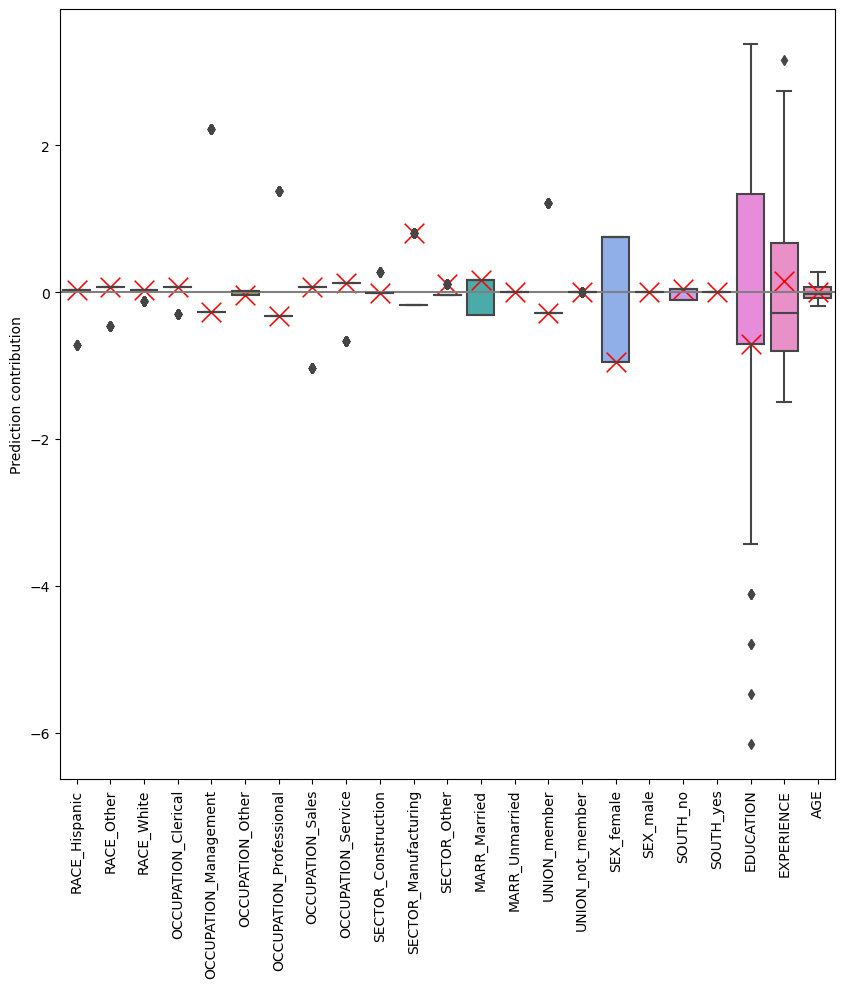 Prediction contribution
2
0
−2
−4
−6
RACE_Hispanic
RACE_Other
RACE_White
OCCUPATION_Clerical
OCCUPATION_Management
OCCUPATION_Other
OCCUPATION_Professional
OCCUPATION_Sales
OCCUPATION_Service
SECTOR_Construction
SECTOR_Manufacturing
SECTOR_Other
MARR_Married
MARR_Unmarried
UNION_member
UNION_not_member
SEX_female
SEX_male
SOUTH_no
SOUTH_yes
EDUCATION
EXPERIENCE
AGE